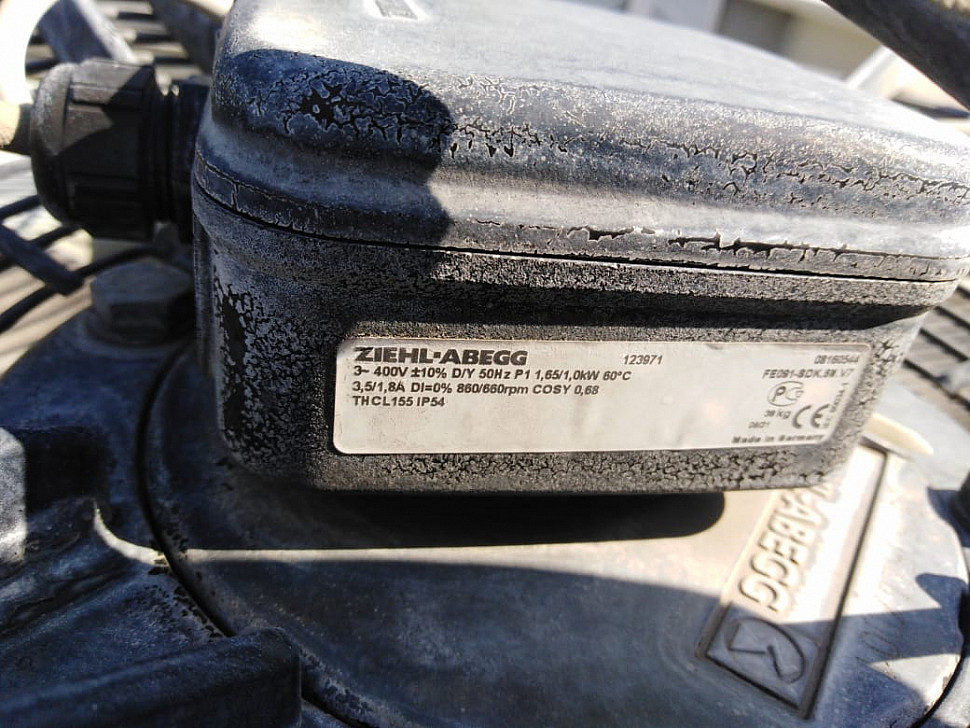 ZIEHL-ABEGG 123971 08160544
3~ 400V ±10% D/Y 50Hz P1 1,65/1,0kW 60°C FE091-SDK.6N.V7
3,5/1,8A DI=0% 860/660rpm COSY 0,68
THCL155 IP54 38 kg CE
Made in Germany
ABEGG